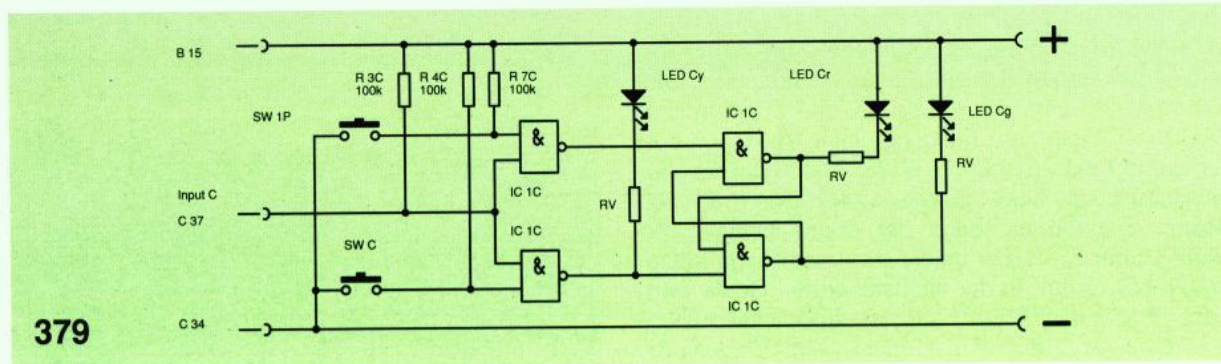 B 15
+
R 3C
100k
R 4C
100k
R 7C
100k
LED Cy
LED Cr
LED Cg
SW 1P
&
IC 1C
IC 1C
&
RV
RV
Input C
C 37
IC 1C
RV
SW C
&
&
IC 1C
C 34
−
379